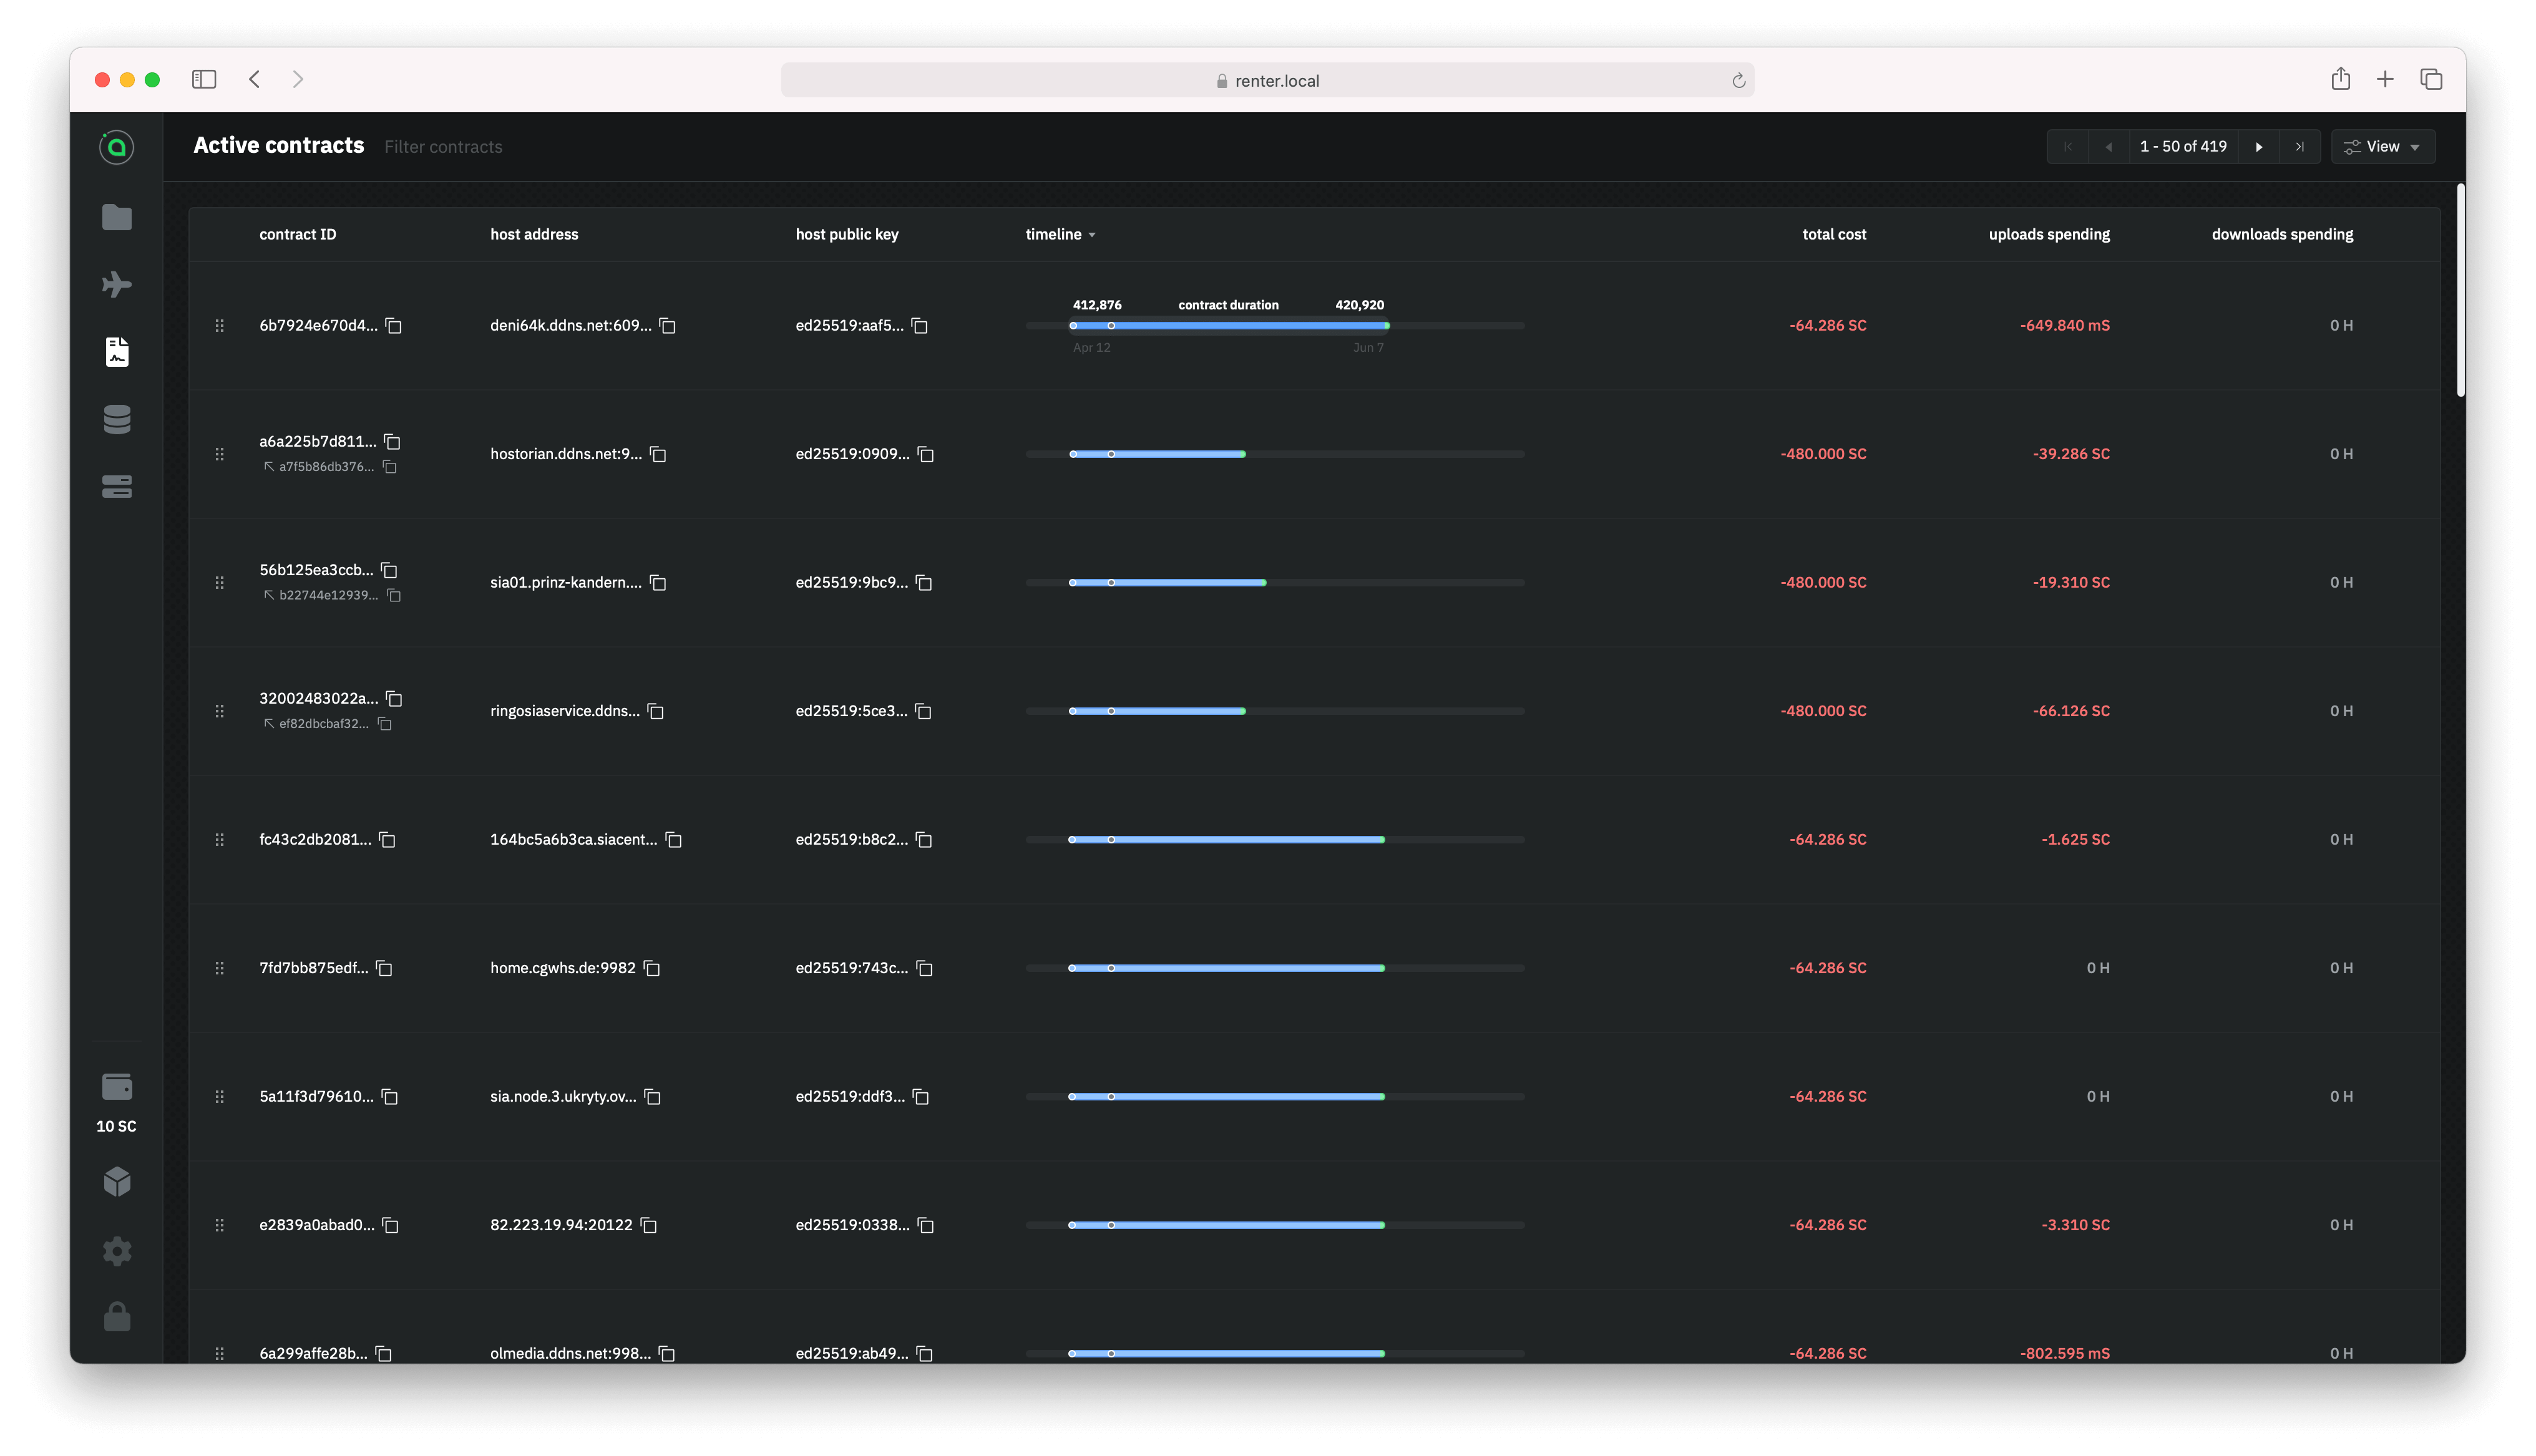 renter.local
Active contracts Filter contracts 1 - 50 of 419 View
contract ID host address host public key timeline total cost uploads spending downloads spending
412,876 contract duration 420,920
6b7924e670d4... deni64k.ddns.net:609... ed25519:aaf5... -64.286 SC -649.840 mS 0 H
Apr 12 Jun 7
a6a225b7d811... hostorian.ddns.net:9... ed25519:0909... -480.000 SC -39.286 SC 0 H
a7f5b86db376...
56b125ea3ccb... sia01.prinz-kandern.... ed25519:9bc9... -480.000 SC -19.310 SC 0 H
b22744e12939...
32002483022a... ringosiaservice.ddns... ed25519:5ce3... -480.000 SC -66.126 SC 0 H
ef82dbcbaf32...
fc43c2db2081... 164bc5a6b3ca.siacent... ed25519:b8c2... -64.286 SC -1.625 SC 0 H
7fd7bb875edf... home.cgwhs.de:9982 ed25519:743c... -64.286 SC 0 H 0 H
5a11f3d79610... sia.node.3.ukryty.ov... ed25519:ddf3... -64.286 SC 0 H 0 H
10 SC
e2839a0abad0... 82.223.19.94:20122 ed25519:0338... -64.286 SC -3.310 SC 0 H
6a299affe28b... olmedia.ddns.net:998... ed25519:ab49... -64.286 SC -802.595 mS 0 H